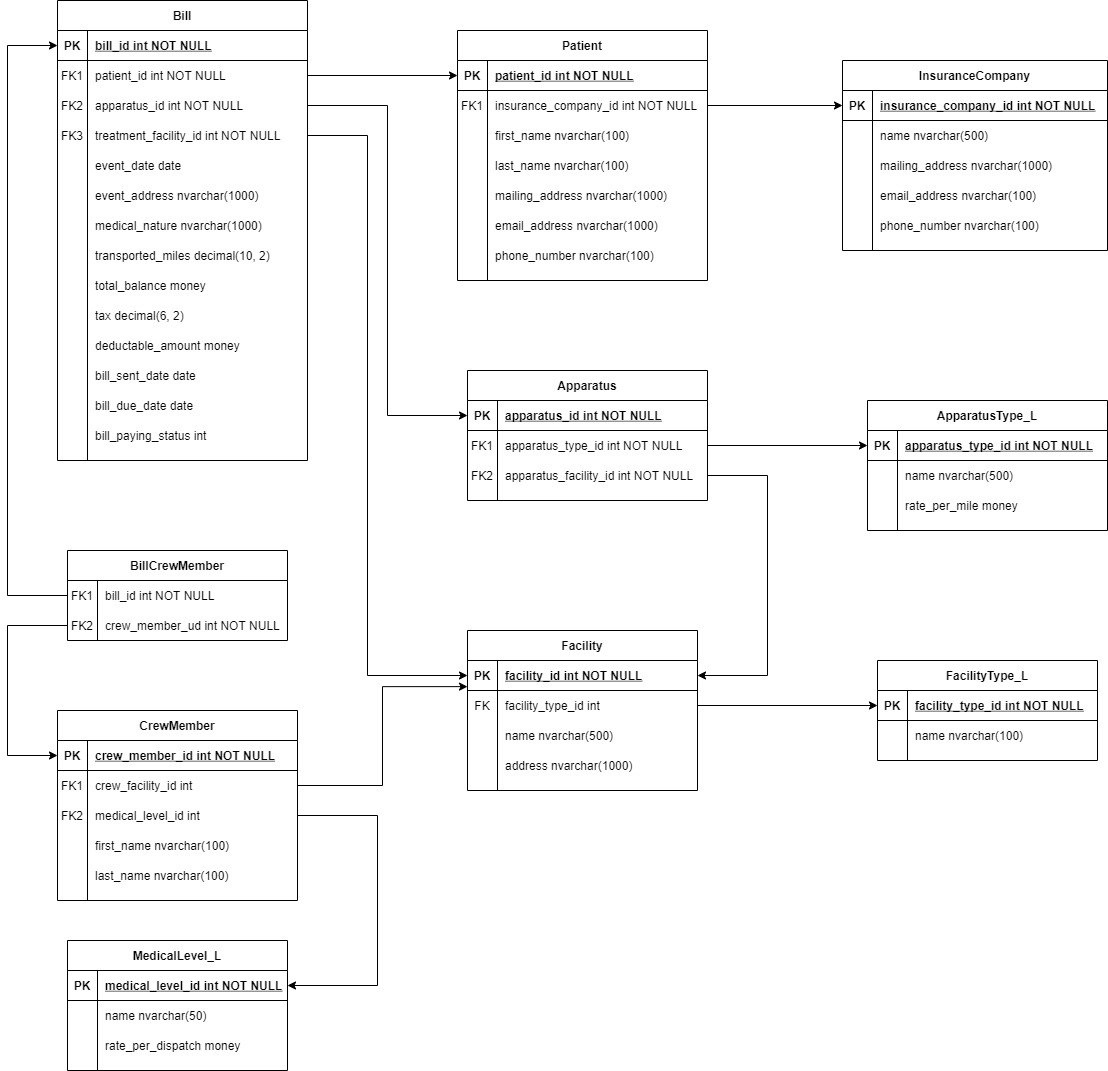 Bill
PK bill_id int NOT NULL
FK1 patient_id int NOT NULL
FK2 apparatus_id int NOT NULL
FK3 treatment_facility_id int NOT NULL
event_date date
event_address nvarchar(1000)
medical_nature nvarchar(1000)
transported_miles decimal(10, 2)
total_balance money
tax decimal(6, 2)
deductable_amount money
bill_sent_date date
bill_due_date date
bill_paying_status int
Patient
PK patient_id int NOT NULL
FK1 insurance_company_id int NOT NULL
first_name nvarchar(100)
last_name nvarchar(100)
mailing_address nvarchar(1000)
email_address nvarchar(1000)
phone_number nvarchar(100)
InsuranceCompany
PK insurance_company_id int NOT NULL
name nvarchar(500)
mailing_address nvarchar(1000)
email_address nvarchar(100)
phone_number nvarchar(100)
Apparatus
PK apparatus_id int NOT NULL
FK1 apparatus_type_id int NOT NULL
FK2 apparatus_facility_id int NOT NULL
ApparatusType_L
PK apparatus_type_id int NOT NULL
name nvarchar(500)
rate_per_mile money
BillCrewMember
FK1 bill_id int NOT NULL
FK2 crew_member_ud int NOT NULL
Facility
PK facility_id int NOT NULL
FK facility_type_id int
name nvarchar(500)
address nvarchar(1000)
FacilityType_L
PK facility_type_id int NOT NULL
name nvarchar(100)
CrewMember
PK crew_member_id int NOT NULL
FK1 crew_facility_id int
FK2 medical_level_id int
first_name nvarchar(100)
last_name nvarchar(100)
MedicalLevel_L
PK medical_level_id int NOT NULL
name nvarchar(50)
rate_per_dispatch money